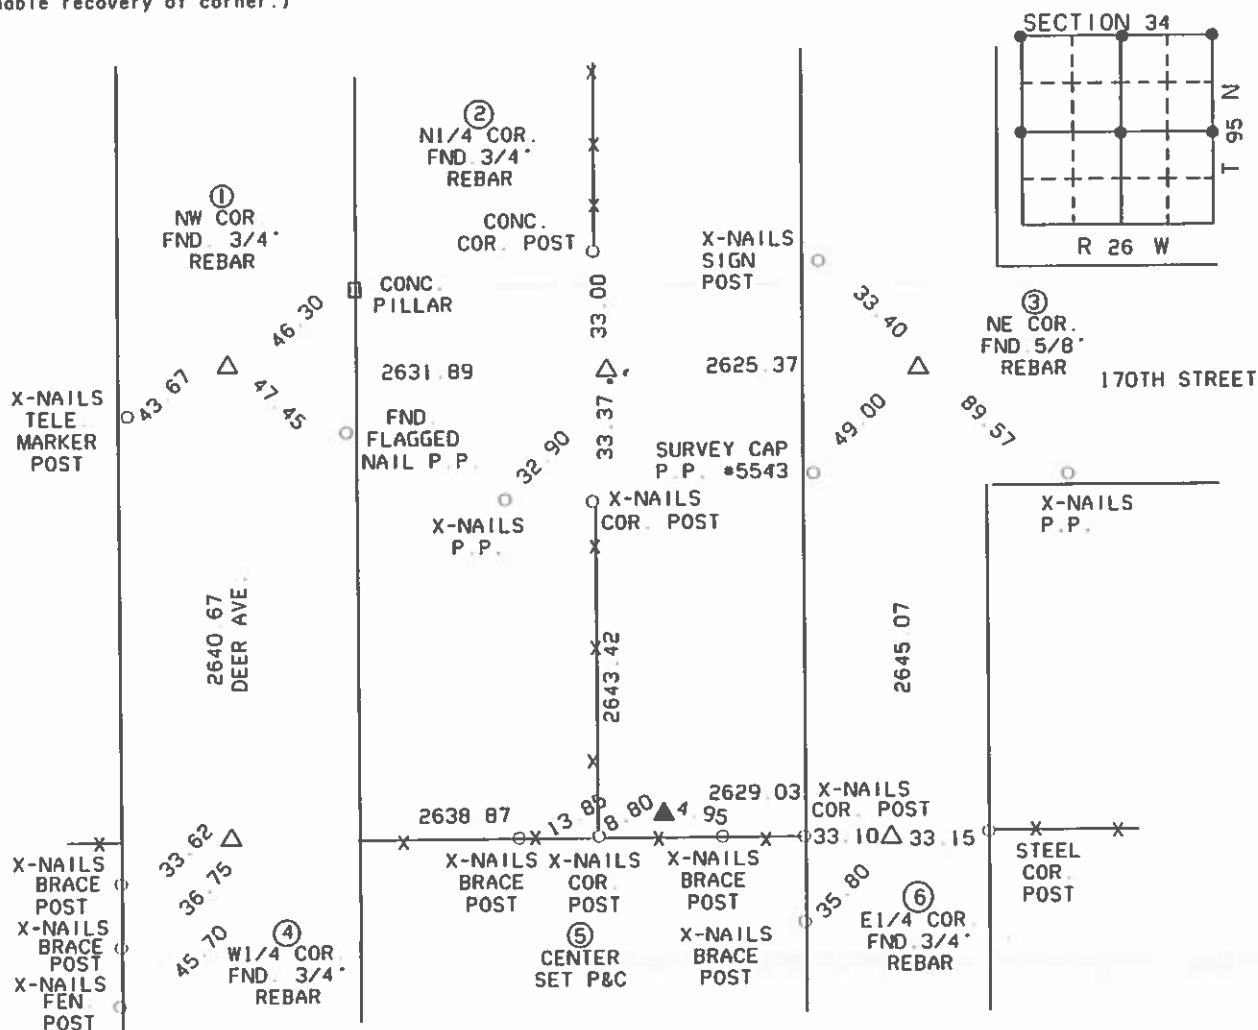 nable recovery of corner.)
SECTION 34
T 95 N
R 26 W
①
NW COR
FND. 3/4"
REBAR
②
N1/4 COR.
FND. 3/4"
REBAR
CONC.
COR. POST
X-NAILS
SIGN
POST
③
NE COR.
FND 5/8"
REBAR
170TH STREET
46.30
CONC.
PILLAR
33.00
33.40
X-NAILS
TELE
MARKER
POST
43.67
47.45
2631.89
2625.37
FND.
FLAGGED
NAIL P.P.
32.90
33.37
49.00
89.57
SURVEY CAP
P.P. #5543
X-NAILS
P.P.
X-NAILS
COR. POST
X-NAILS
P.P.
2640.67
DEER AVE.
2643.42
2645.07
2638 87
13.85
8.80
4.95
2629.03
X-NAILS
COR. POST
33.10
33.15
33.62
36.75
45.70
35.80
X-NAILS
BRACE
POST
X-NAILS
BRACE
POST
X-NAILS
FEN.
POST
④
W1/4 COR
FND. 3/4"
REBAR
X-NAILS
BRACE
POST
X-NAILS
COR.
POST
X-NAILS
BRACE
POST
⑤
CENTER
SET P&C
X-NAILS
BRACE
POST
⑥
E1/4 COR
FND. 3/4"
REBAR
STEEL
COR.
POST